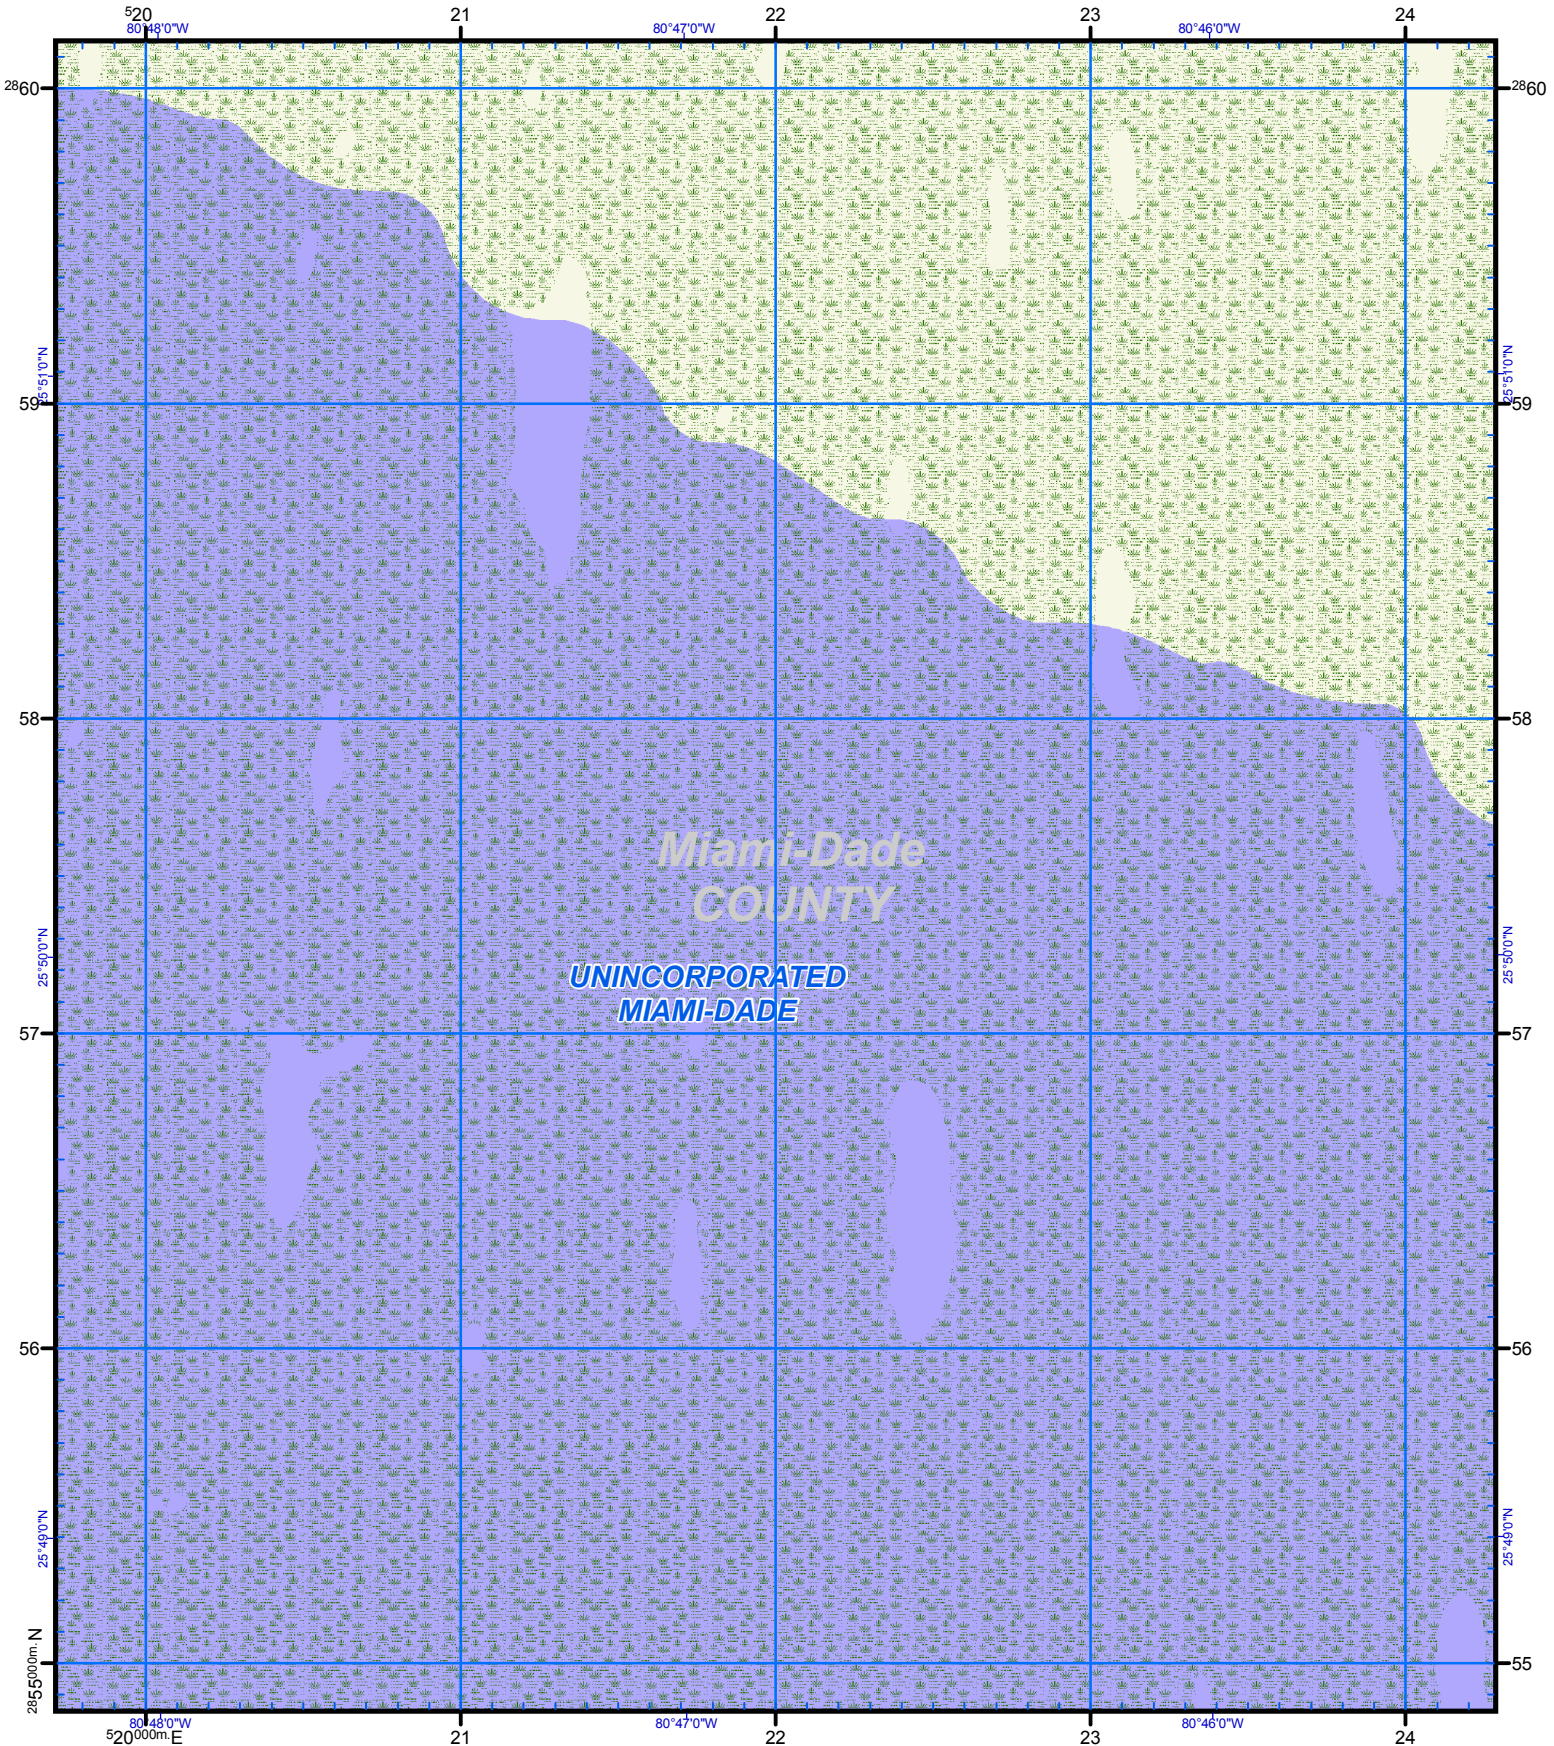 ⁵20 21 22 23 24
80°48'0"W 80°47'0"W 80°46'0"W
²⁸60 ²⁸60
25°51'0"N 25°51'0"N
59 59
58 58
Miami-Dade
COUNTY
25°50'0"N 25°50'0"N
UNINCORPORATED
MIAMI-DADE
57 57
56 56
25°49'0"N 25°49'0"N
²⁸55⁰⁰⁰ᵐ· N 55
80°48'0"W 80°47'0"W 80°46'0"W
⁵20⁰⁰⁰ᵐ·E 21 22 23 24